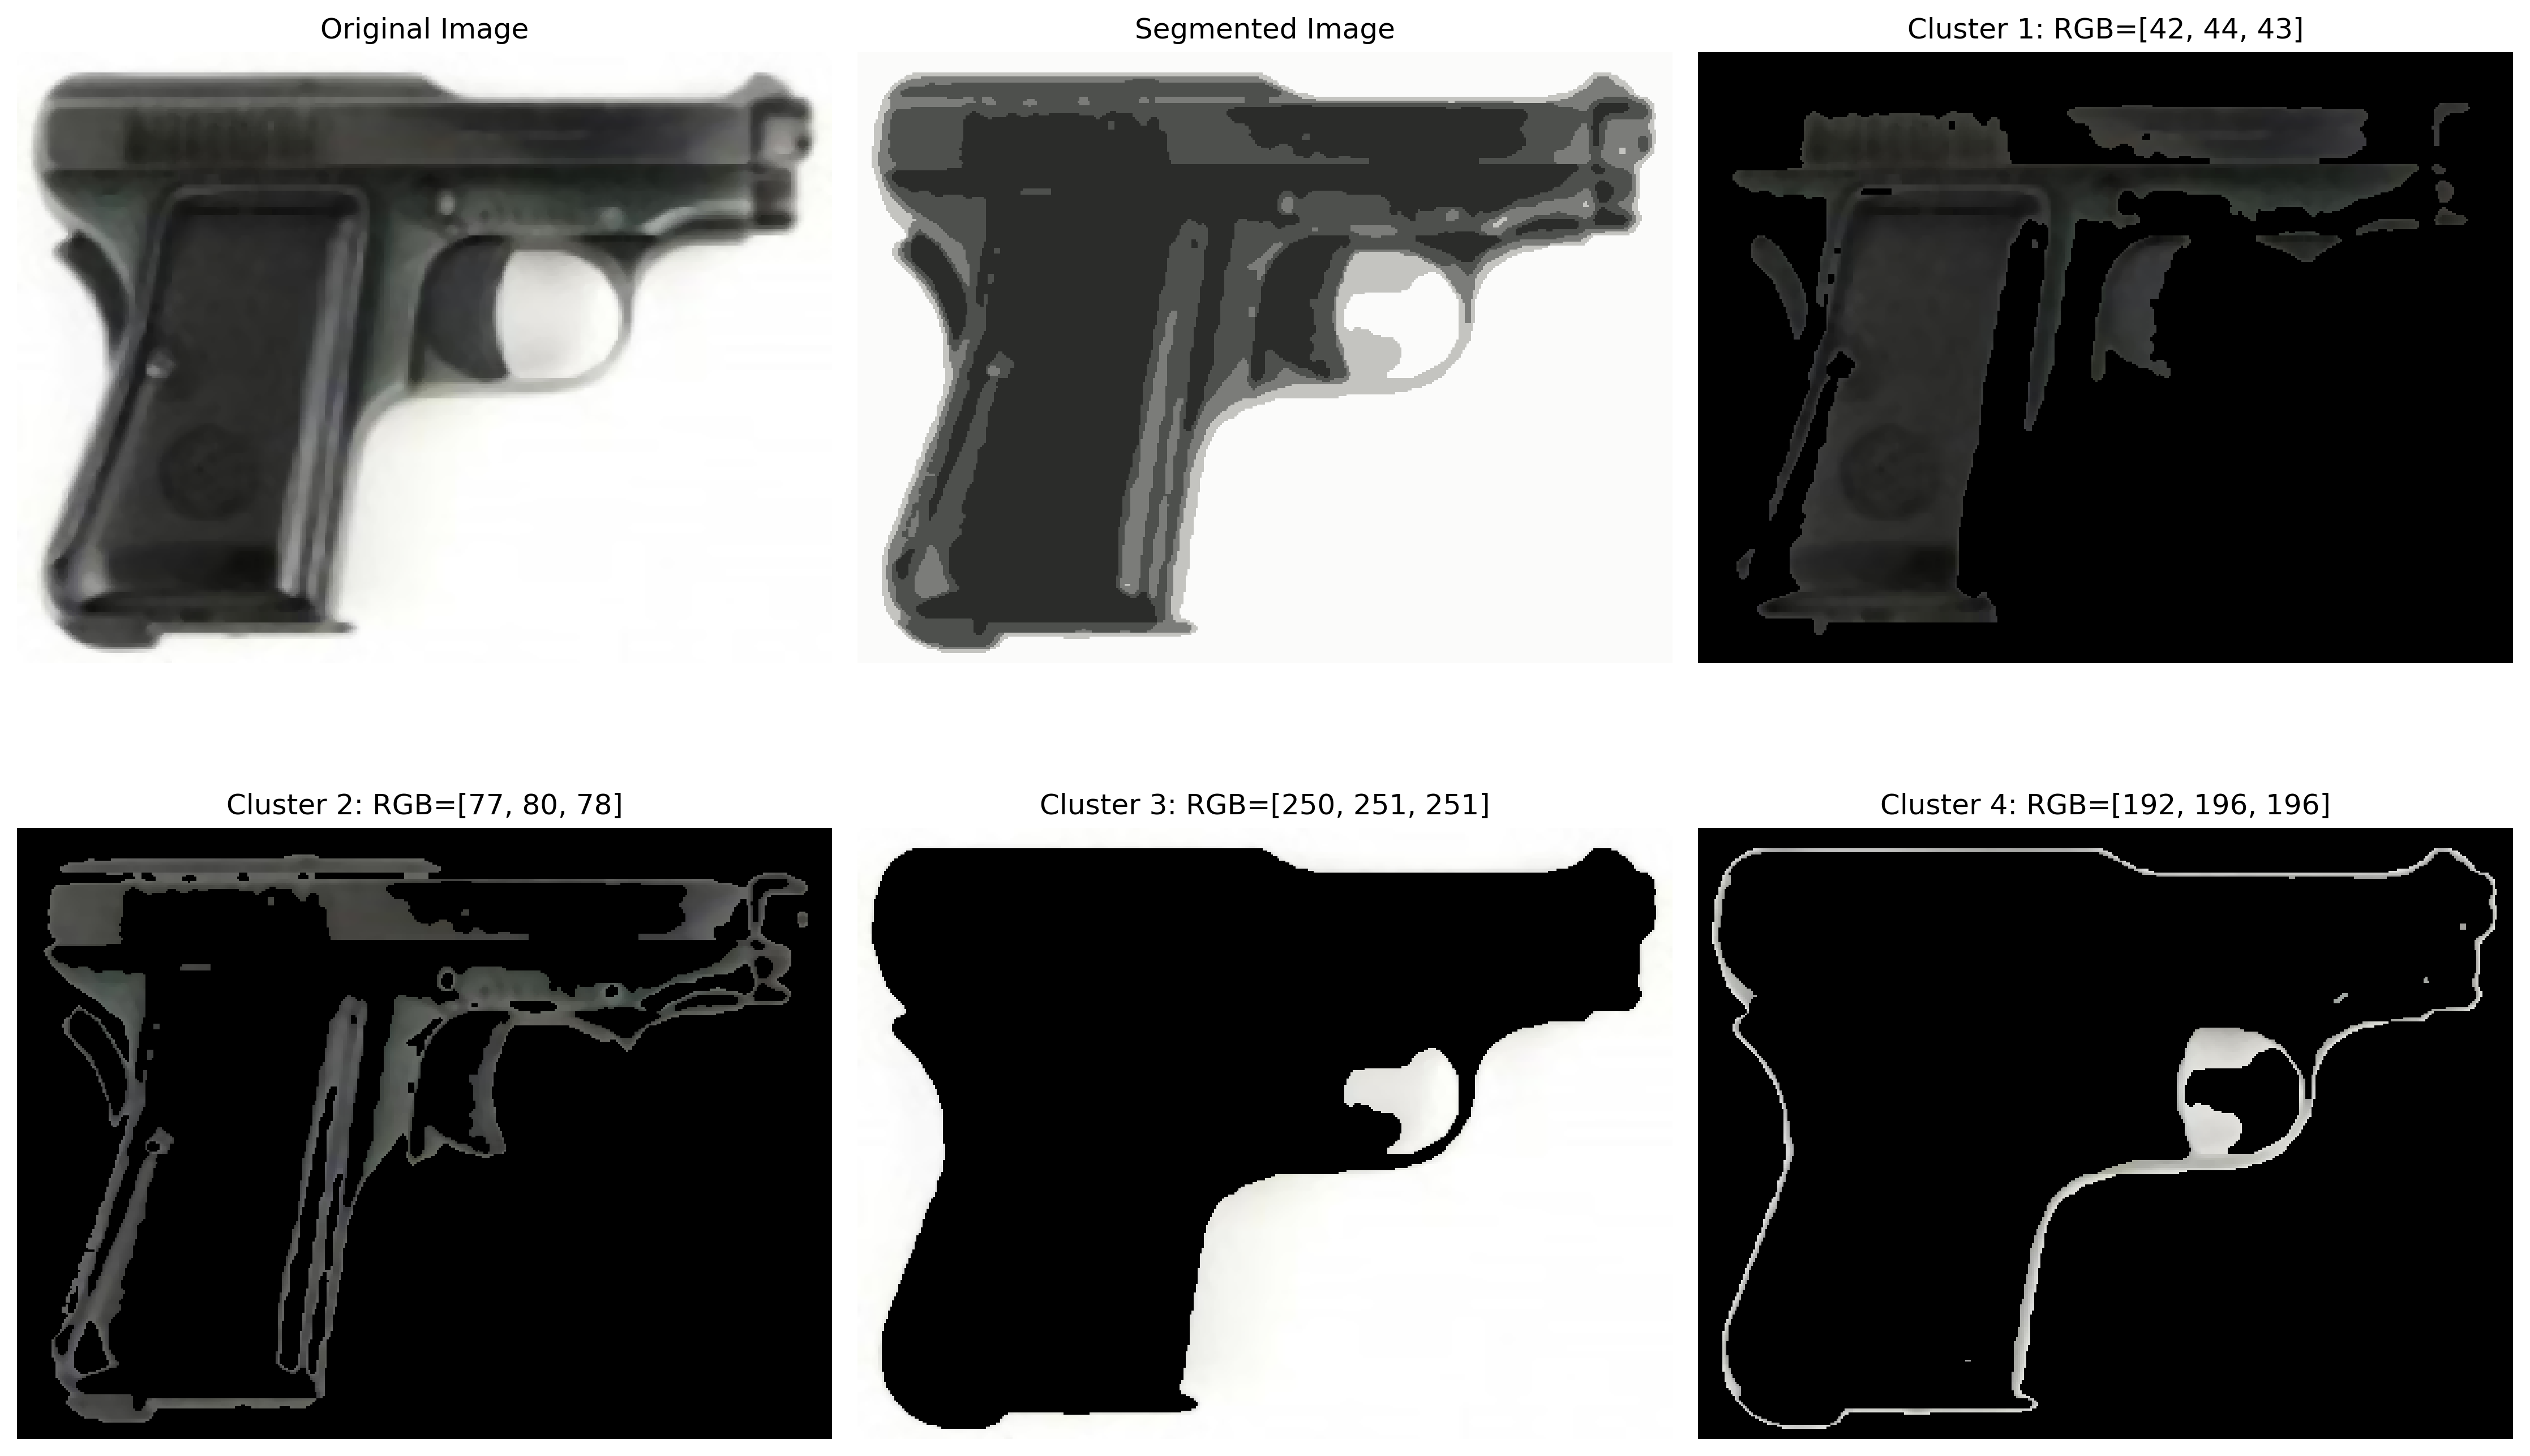 Original Image
Segmented Image
Cluster 1: RGB=[42, 44, 43]
Cluster 2: RGB=[77, 80, 78]
Cluster 3: RGB=[250, 251, 251]
Cluster 4: RGB=[192, 196, 196]